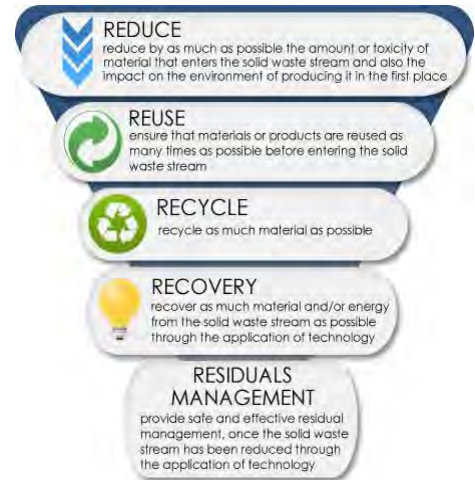 REDUCE
reduce by as much as possible the amount or toxicity of
material that enters the solid waste stream and also the
impact on the environment of producing it in the first place
REUSE
ensure that materials or products are reused as
many times as possible before entering the solid
waste stream
RECYCLE
recycle as much material as possible
RECOVERY
recover as much material and/or energy
from the solid waste stream as possible
through the application of technology
RESIDUALS
MANAGEMENT
provide safe and effective residual
management, once the solid waste
stream has been reduced through
the application of technology